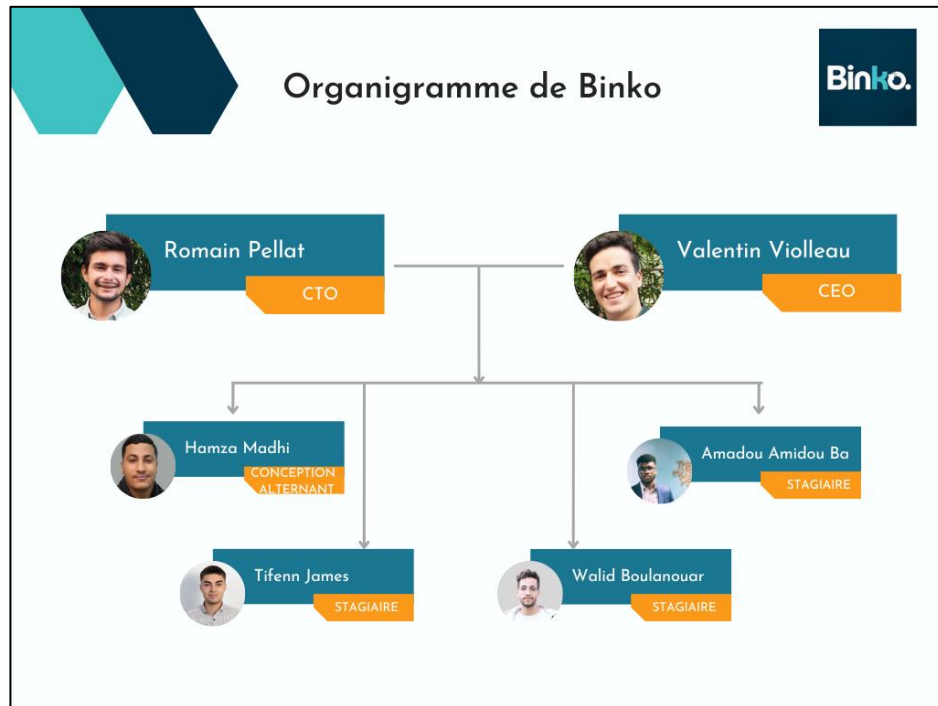 Organigramme de Binko
Binko.
Romain Pellat
CTO
Valentin Violleau
CEO
Hamza Madhi
CONCEPTION
ALTERNANT
Amadou Amidou Ba
STAGIAIRE
Tifenn James
STAGIAIRE
Walid Boulanouar
STAGIAIRE